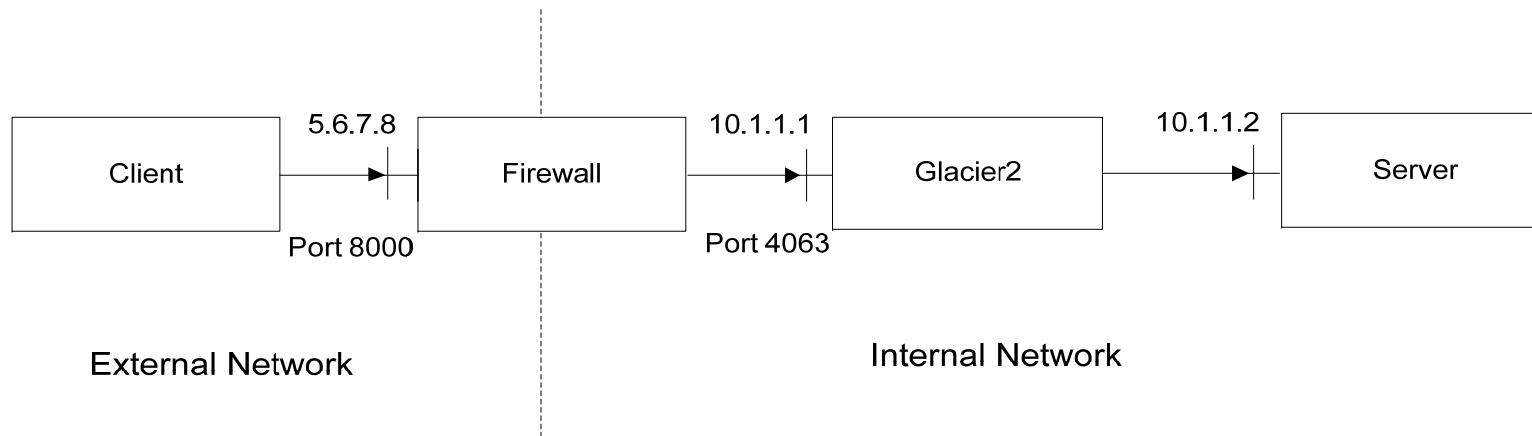 5.6.7.8
10.1.1.1
10.1.1.2
Client
Firewall
Glacier2
Server
Port 8000
Port 4063
External Network
Internal Network